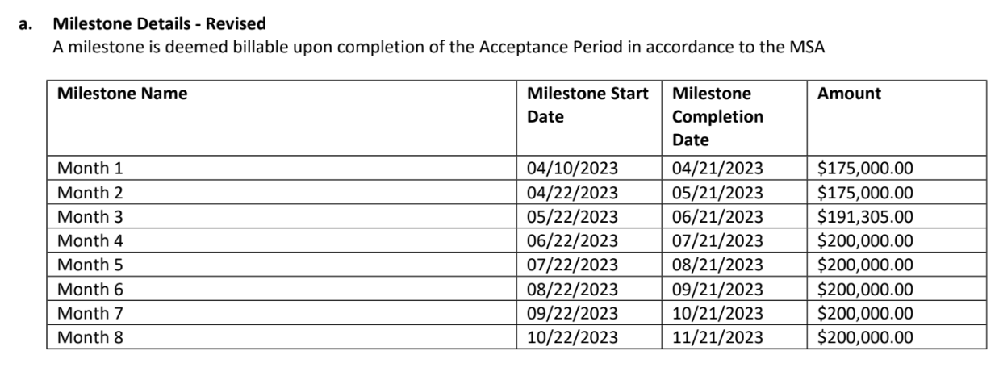 a. Milestone Details - Revised
A milestone is deemed billable upon completion of the Acceptance Period in accordance to the MSA
Milestone Name Milestone Start Date Milestone Completion Date Amount
Month 1 04/10/2023 04/21/2023 $175,000.00
Month 2 04/22/2023 05/21/2023 $175,000.00
Month 3 05/22/2023 06/21/2023 $191,305.00
Month 4 06/22/2023 07/21/2023 $200,000.00
Month 5 07/22/2023 08/21/2023 $200,000.00
Month 6 08/22/2023 09/21/2023 $200,000.00
Month 7 09/22/2023 10/21/2023 $200,000.00
Month 8 10/22/2023 11/21/2023 $200,000.00